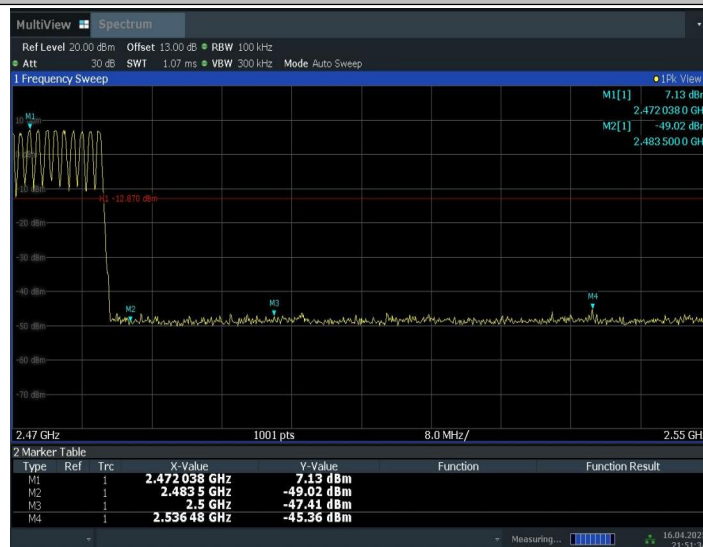 MultiView Spectrum
Ref Level 20.00 dBm Offset 13.00 dB RBW 100 kHz
Att 30 dB SWT 1.07 ms VBW 300 kHz Mode Auto Sweep
1 Frequency Sweep 1Pk View
M1[1] 7.13 dBm
2.472 038 0 GH
M2[1] -49.02 dBm
2.483 500 0 GH
M1
H1 -12.870 dBm
-20 dBm
-30 dBm
-40 dBm
M2 M3 M4
-50 dBm
-60 dBm
-70 dBm
2.47 GHz 1001 pts 8.0 MHz/ 2.55 GH
2 Marker Table
Type Ref Trc X-Value Y-Value Function Function Result
M1 1 2.472 038 GHz 7.13 dBm
M2 1 2.483 5 GHz -49.02 dBm
M3 1 2.5 GHz -47.41 dBm
M4 1 2.536 48 GHz -45.36 dBm
Measuring... 16.04.202